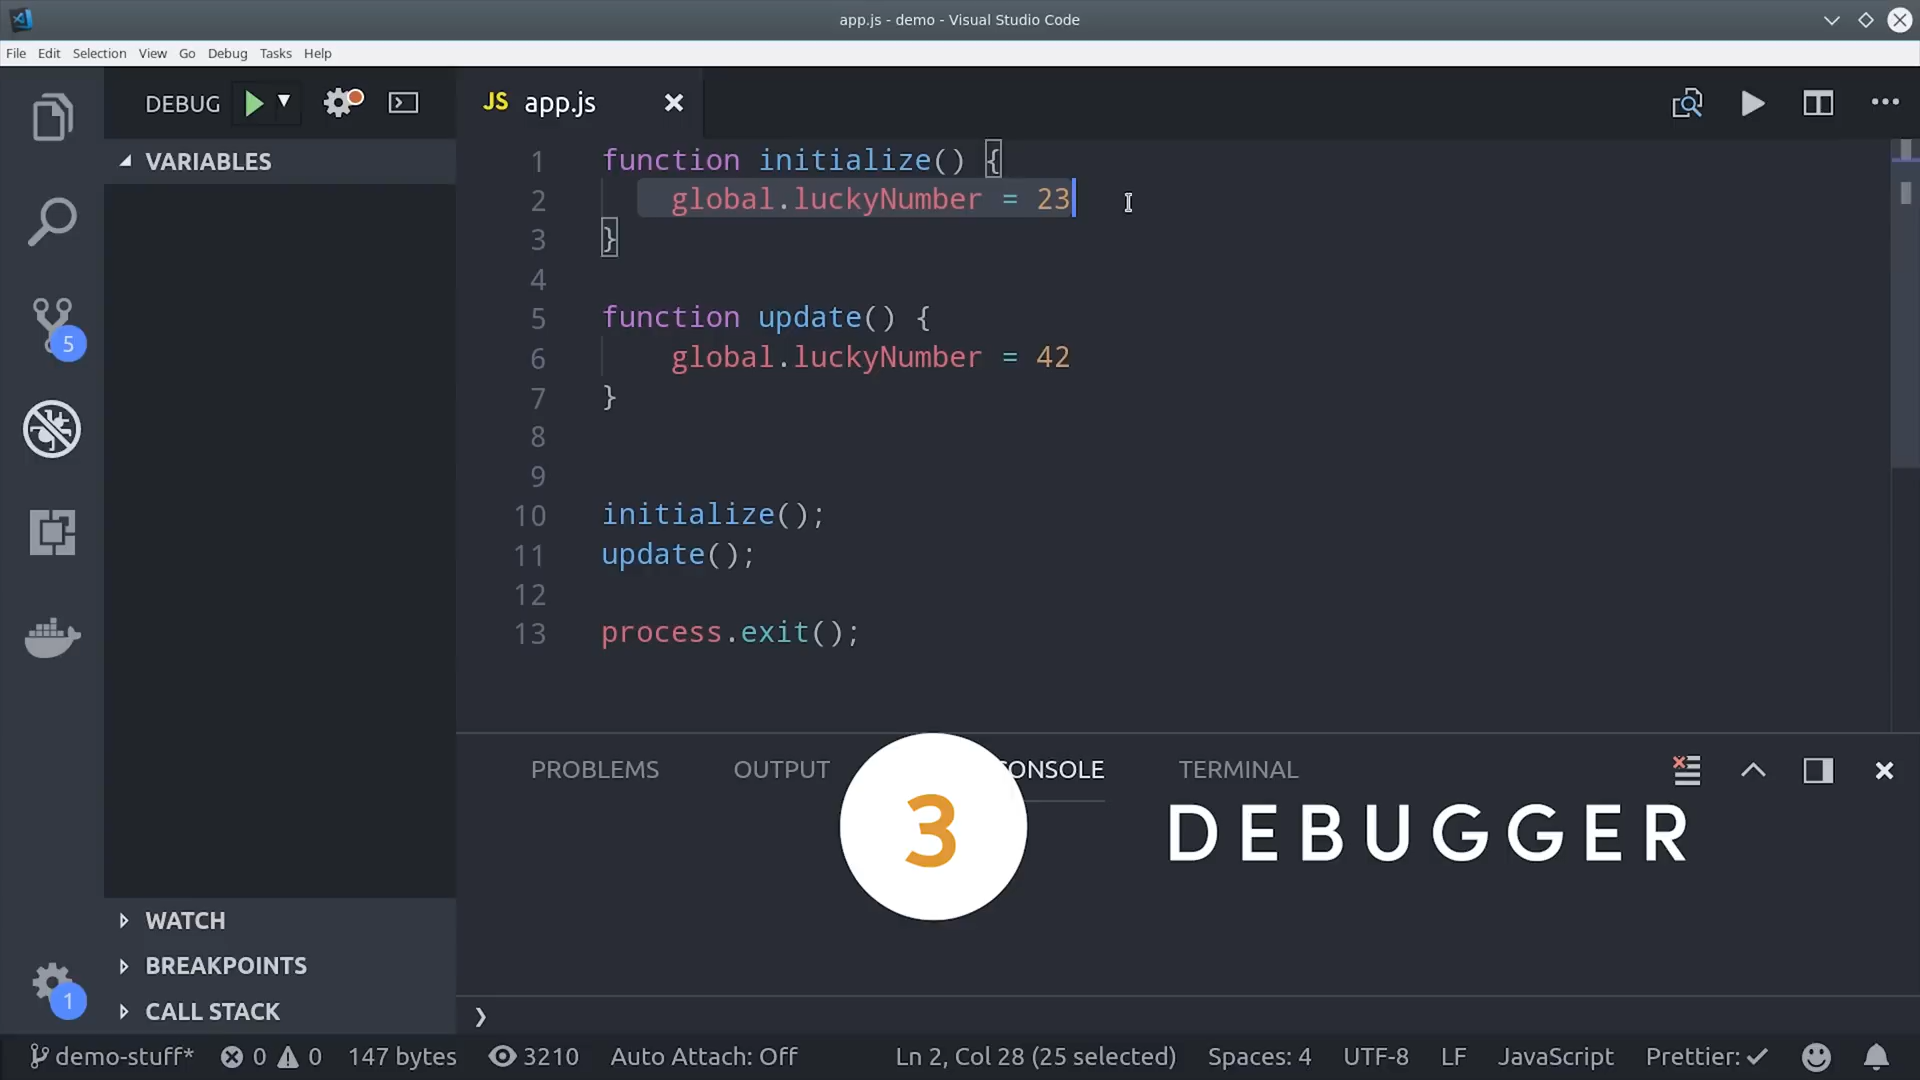 app.js - demo - Visual Studio Code
File Edit Selection View Go Debug Tasks Help
DEBUG
JS app.js
VARIABLES
1 function initialize() {
2 global.luckyNumber = 23
3 }
4
5 function update() {
6 global.luckyNumber = 42
7 }
8
9
10 initialize();
11 update();
12
13 process.exit();
5
PROBLEMS OUTPUT ONSOLE TERMINAL
3 DEBUGGER
WATCH
BREAKPOINTS
CALL STACK
1
❯
demo-stuff* 0 0 147 bytes 3210 Auto Attach: Off Ln 2, Col 28 (25 selected) Spaces: 4 UTF-8 LF JavaScript Prettier: ✓